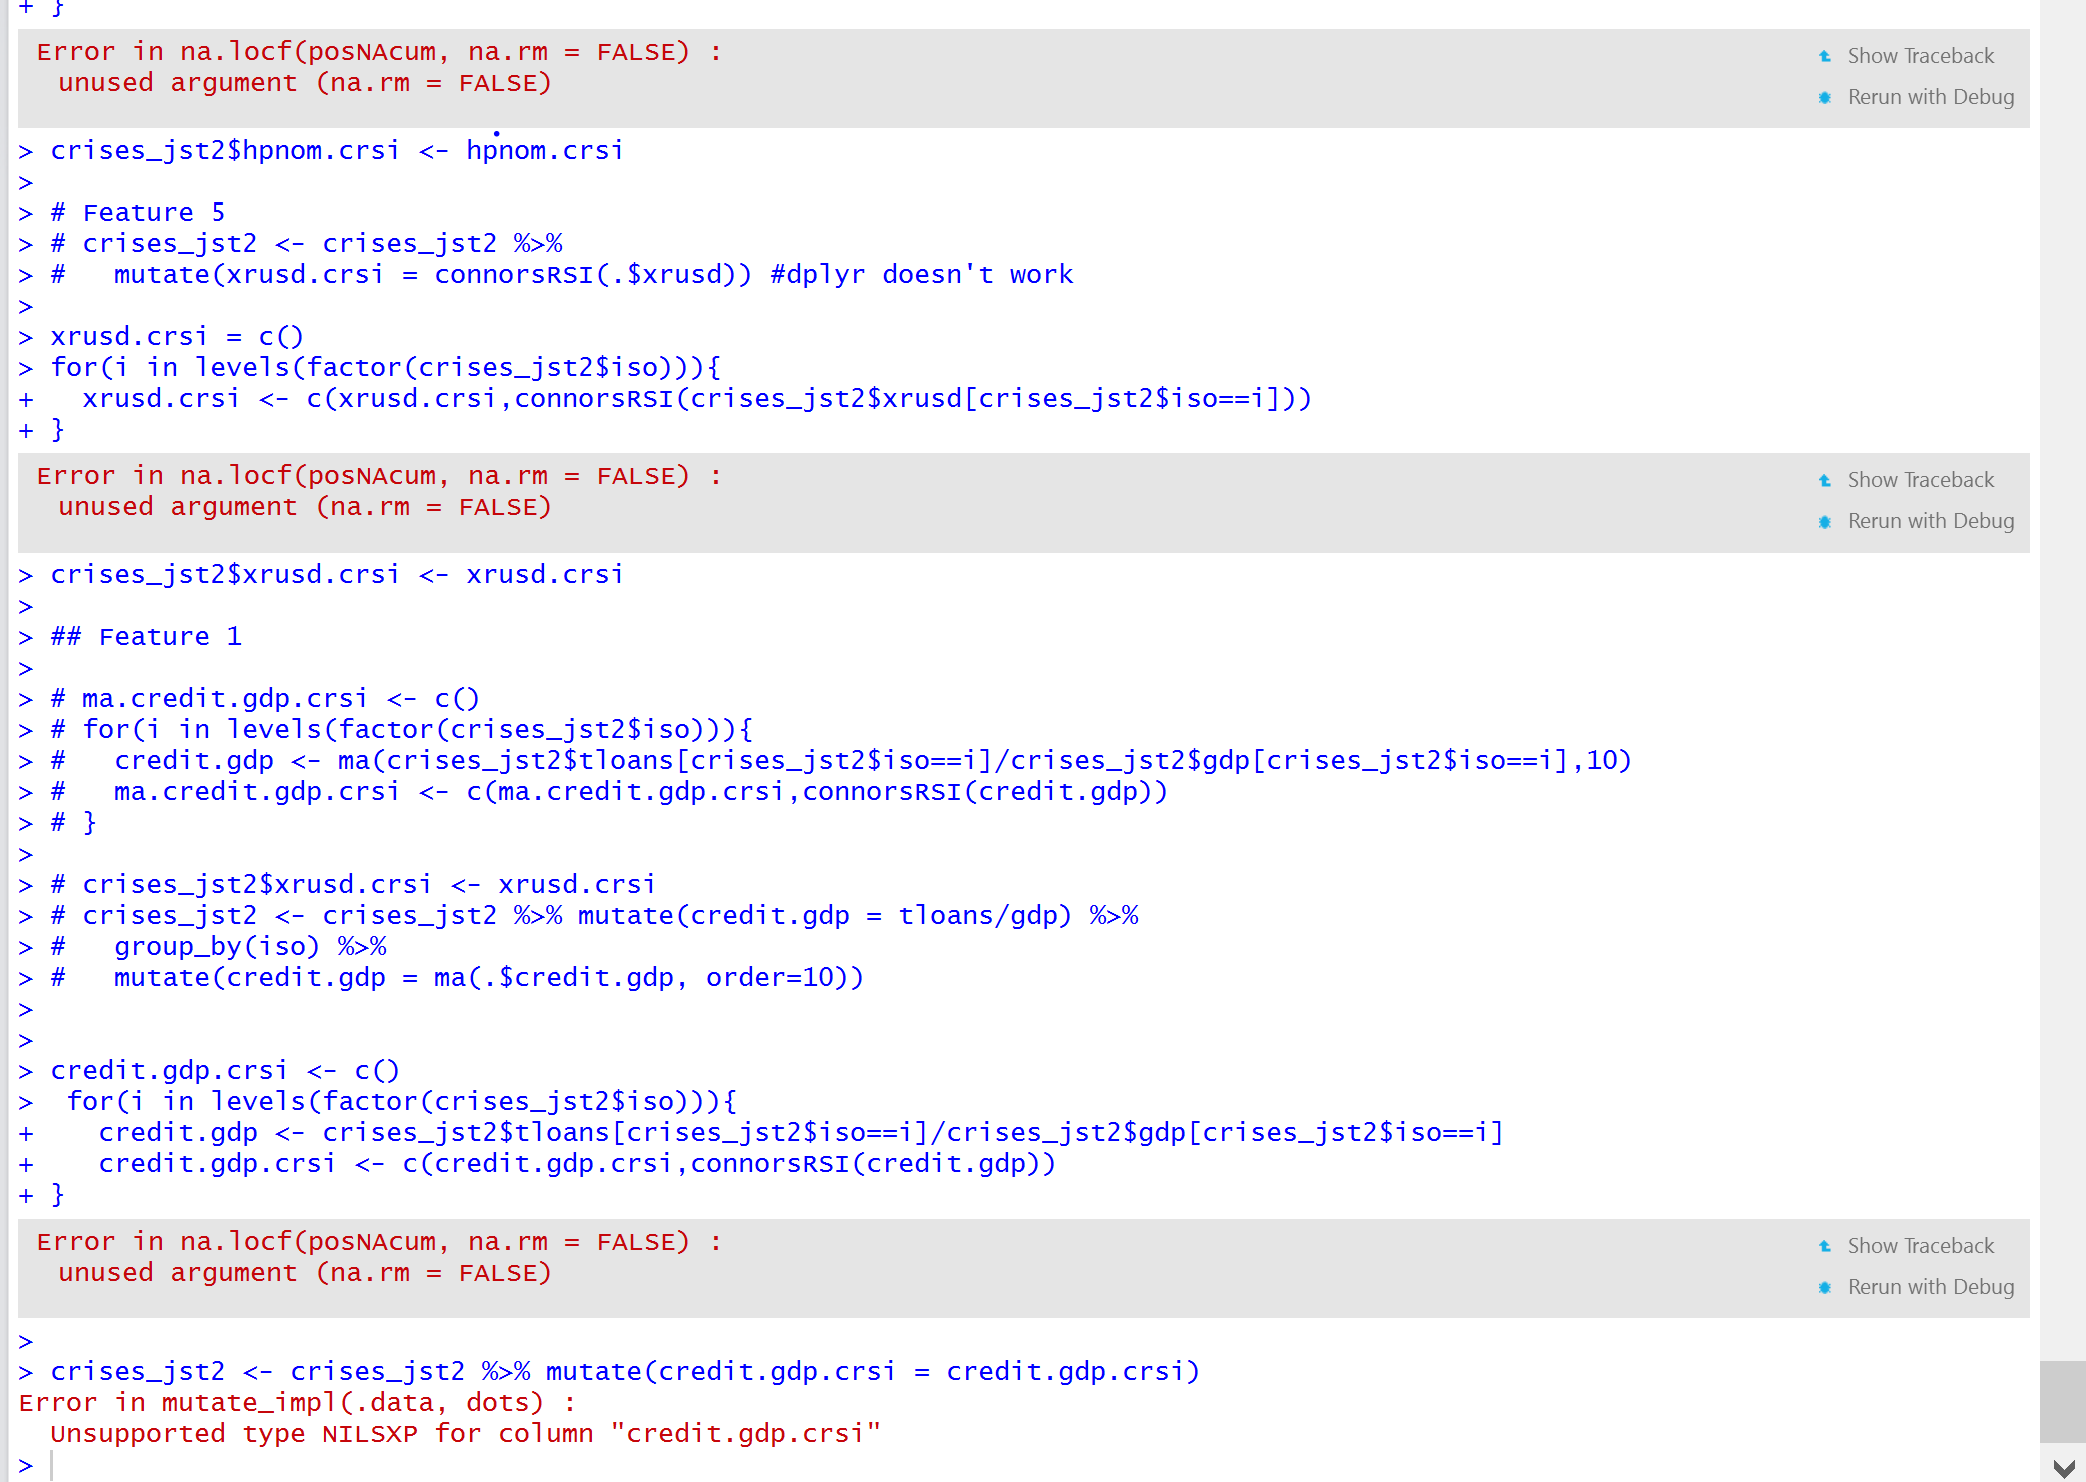 + }
Error in na.locf(posNAcum, na.rm = FALSE) :
  unused argument (na.rm = FALSE)
Show Traceback
Rerun with Debug
> crises_jst2$hpnom.crsi <- hpnom.crsi
>
> # Feature 5
> # crises_jst2 <- crises_jst2 %>%
> #   mutate(xrusd.crsi = connorsRSI(.$xrusd)) #dplyr doesn't work
>
> xrusd.crsi = c()
> for(i in levels(factor(crises_jst2$iso))){
+   xrusd.crsi <- c(xrusd.crsi,connorsRSI(crises_jst2$xrusd[crises_jst2$iso==i]))
+ }
Error in na.locf(posNAcum, na.rm = FALSE) :
  unused argument (na.rm = FALSE)
Show Traceback
Rerun with Debug
> crises_jst2$xrusd.crsi <- xrusd.crsi
>
> ## Feature 1
>
> # ma.credit.gdp.crsi <- c()
> # for(i in levels(factor(crises_jst2$iso))){
> #   credit.gdp <- ma(crises_jst2$tloans[crises_jst2$iso==i]/crises_jst2$gdp[crises_jst2$iso==i],10)
> #   ma.credit.gdp.crsi <- c(ma.credit.gdp.crsi,connorsRSI(credit.gdp))
> # }
>
> # crises_jst2$xrusd.crsi <- xrusd.crsi
> # crises_jst2 <- crises_jst2 %>% mutate(credit.gdp = tloans/gdp) %>%
> #   group_by(iso) %>%
> #   mutate(credit.gdp = ma(.$credit.gdp, order=10))
>
>
> credit.gdp.crsi <- c()
>  for(i in levels(factor(crises_jst2$iso))){
+    credit.gdp <- crises_jst2$tloans[crises_jst2$iso==i]/crises_jst2$gdp[crises_jst2$iso==i]
+    credit.gdp.crsi <- c(credit.gdp.crsi,connorsRSI(credit.gdp))
+ }
Error in na.locf(posNAcum, na.rm = FALSE) :
  unused argument (na.rm = FALSE)
Show Traceback
Rerun with Debug
>
> crises_jst2 <- crises_jst2 %>% mutate(credit.gdp.crsi = credit.gdp.crsi)
Error in mutate_impl(.data, dots) :
  Unsupported type NILSXP for column "credit.gdp.crsi"
>